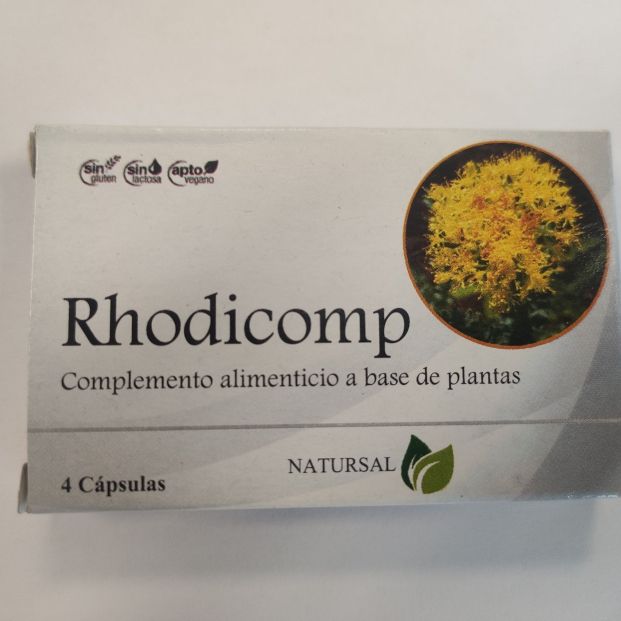 sin gluten
sin lactosa
apto vegano
Rhodicomp
Complemento alimenticio a base de plantas
NATURSAL
4 Cápsulas